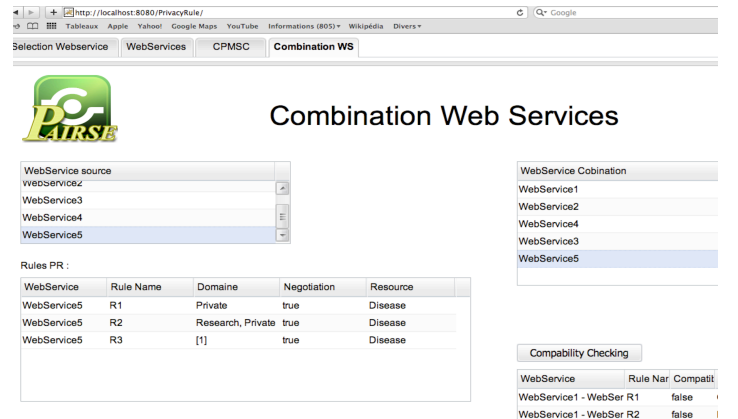 http://localhost:8080/PrivacyRule/
Google
Tableaux Apple Yahoo! Google Maps YouTube Informations (805) Wikipédia Divers
Selection Webservice WebServices CPMSC Combination WS
PAIRSE
Combination Web Services
WebService source
WebService2
WebService3
WebService4
WebService5
WebService Cobination
WebService1
WebService2
WebService4
WebService3
WebService5
Rules PR :
WebService Rule Name Domaine Negotiation Resource
WebService5 R1 Private true Disease
WebService5 R2 Research, Private true Disease
WebService5 R3 [1] true Disease
Compability Checking
WebService Rule Nar Compatit
WebService1 - WebSer R1 false
WebService1 - WebSer R2 false